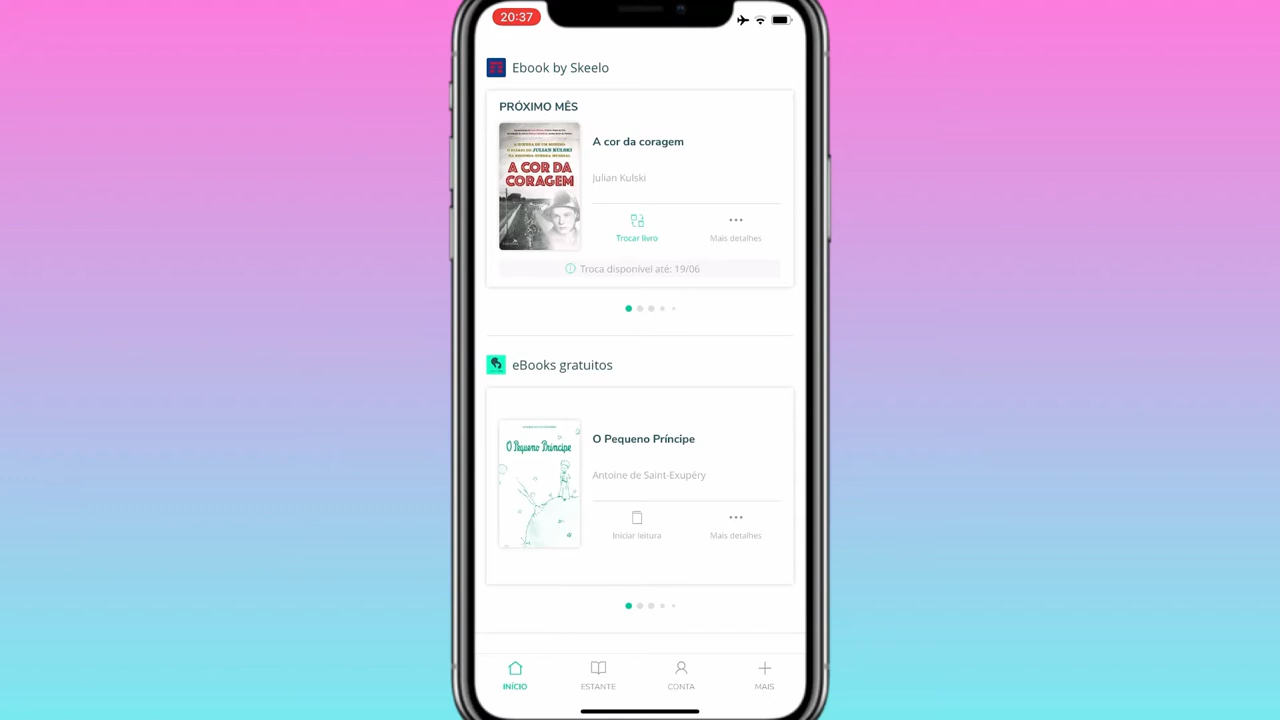 20:37
Ebook by Skeelo
PRÓXIMO MÊS
A COR DA
CORAGEM
A cor da coragem
Julian Kulski
Trocar livro
Mais detalhes
Troca disponível até: 19/06
eBooks gratuitos
O Pequeno Príncipe
O Pequeno Príncipe
Antoine de Saint-Exupéry
Iniciar leitura
Mais detalhes
INÍCIO
ESTANTE
CONTA
MAIS